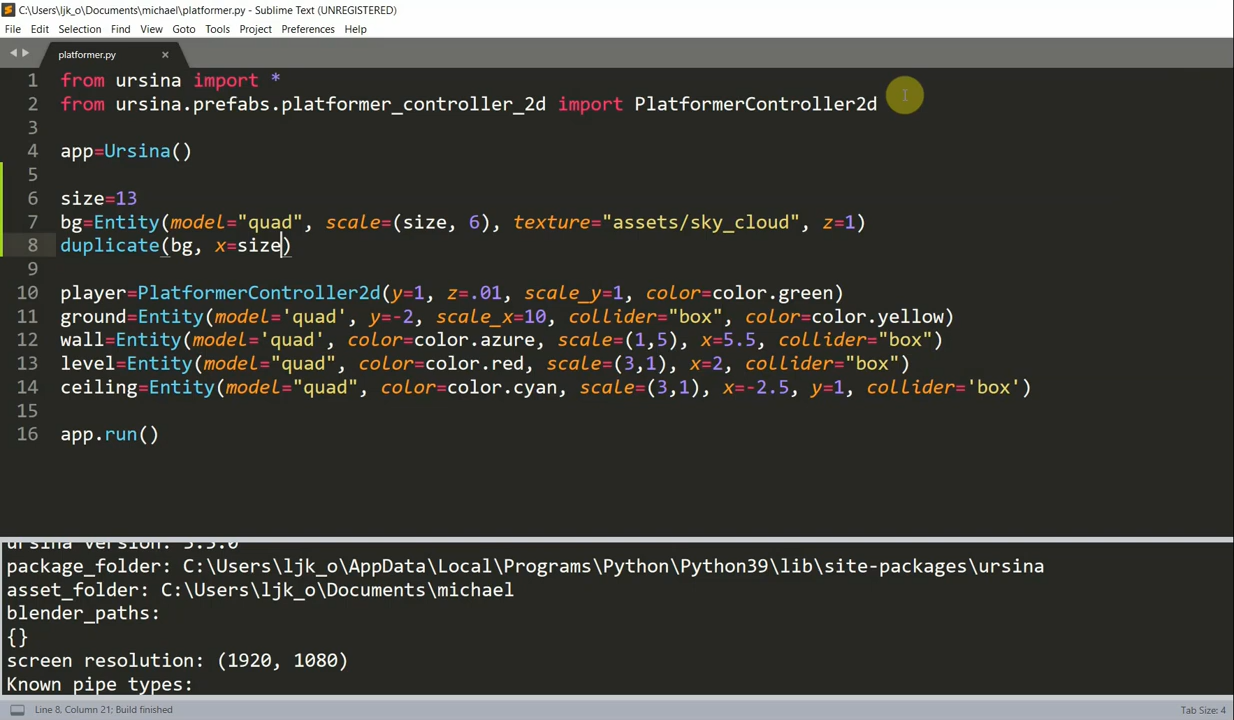 C:\Users\ljk_o\Documents\michael\platformer.py - Sublime Text (UNREGISTERED)
File Edit Selection Find View Goto Tools Project Preferences Help
platformer.py ×
1 from ursina import *
2 from ursina.prefabs.platformer_controller_2d import PlatformerController2d
3
4 app=Ursina()
5
6 size=13
7 bg=Entity(model="quad", scale=(size, 6), texture="assets/sky_cloud", z=1)
8 duplicate(bg, x=size)
9
10 player=PlatformerController2d(y=1, z=.01, scale_y=1, color=color.green)
11 ground=Entity(model='quad', y=-2, scale_x=10, collider="box", color=color.yellow)
12 wall=Entity(model='quad', color=color.azure, scale=(1,5), x=5.5, collider="box")
13 level=Entity(model="quad", color=color.red, scale=(3,1), x=2, collider="box")
14 ceiling=Entity(model="quad", color=color.cyan, scale=(3,1), x=-2.5, y=1, collider='box')
15
16 app.run()
ursina version: 3.3.0
package_folder: C:\Users\ljk_o\AppData\Local\Programs\Python\Python39\lib\site-packages\ursina
asset_folder: C:\Users\ljk_o\Documents\michael
blender_paths:
{}
screen resolution: (1920, 1080)
Known pipe types:
Line 8, Column 21; Build finished
Tab Size: 4